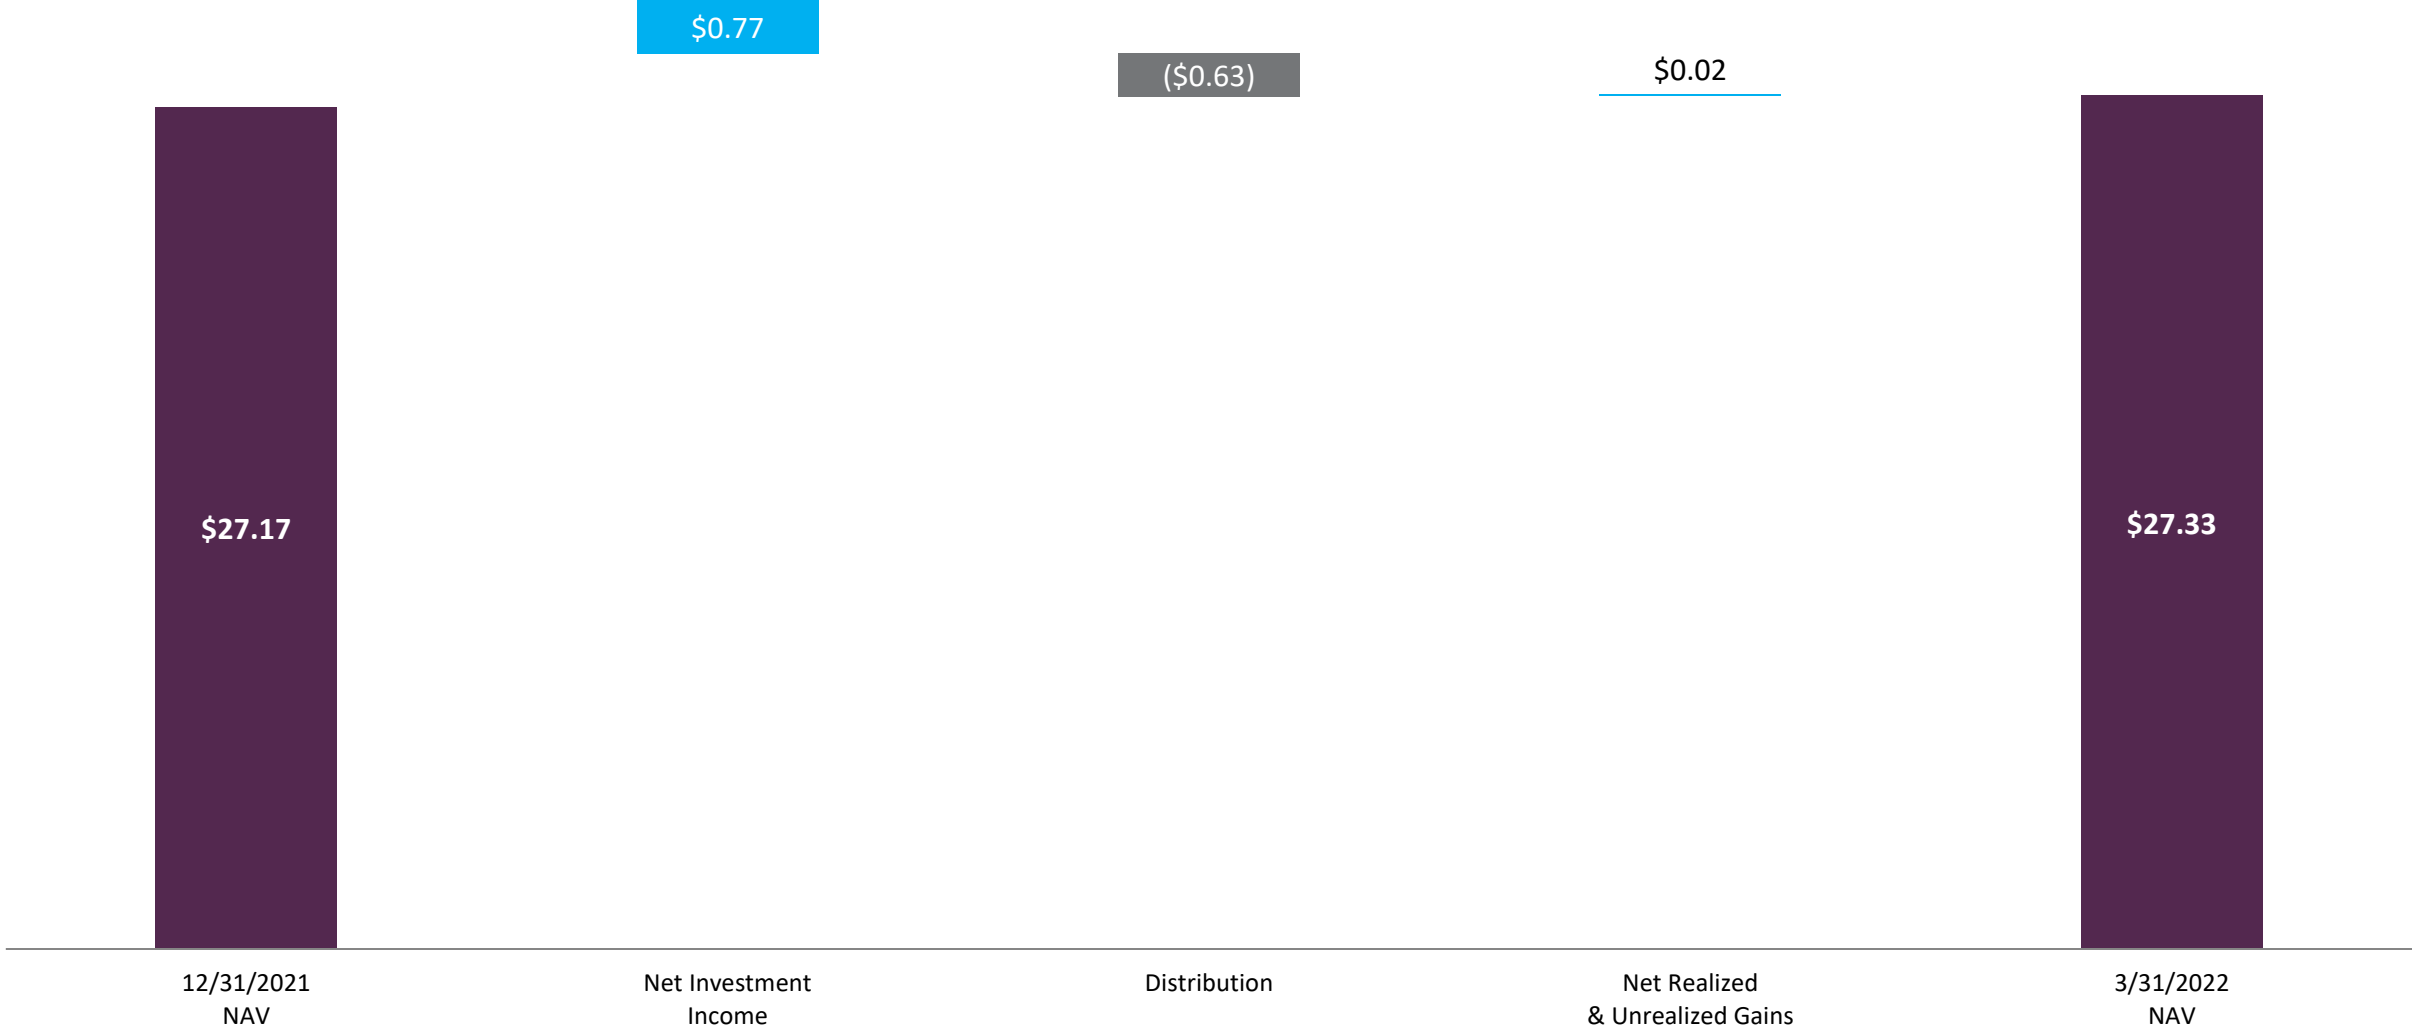 $0.77
($0.63)
$0.02
$27.17
$27.33
12/31/2021
NAV
Net Investment
Income
Distribution
Net Realized
& Unrealized Gains
3/31/2022
NAV